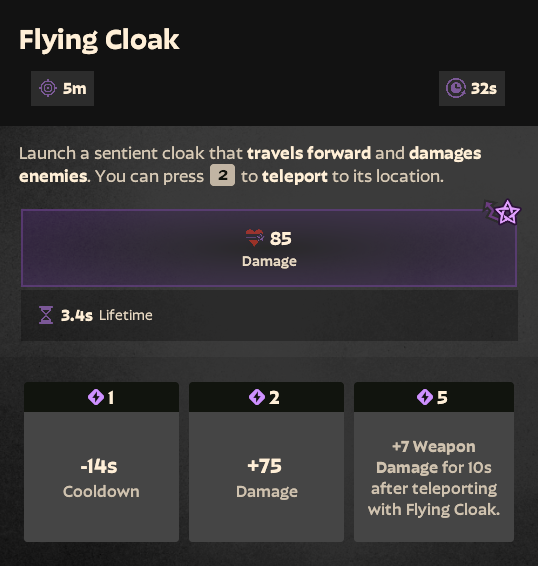 Flying Cloak
5m
32s
Launch a sentient cloak that travels forward and damages
enemies. You can press 2 to teleport to its location.
85
Damage
3.4s Lifetime
1
-14s
Cooldown
2
+75
Damage
5
+7 Weapon
Damage for 10s
after teleporting
with Flying Cloak.